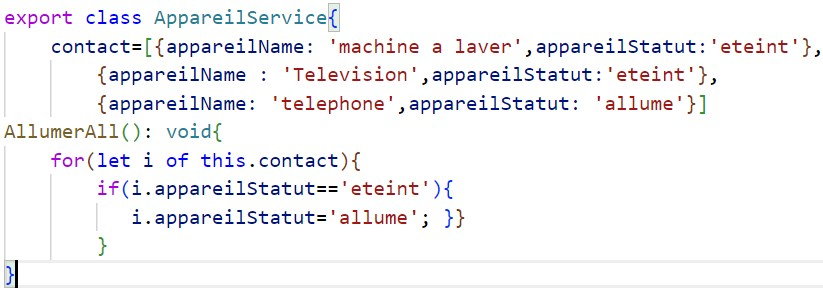 export class AppareilService{
    contact=[{appareilName: 'machine a laver',appareilStatut:'eteint'},
        {appareilName : 'Television',appareilStatut:'eteint'},
        {appareilName: 'telephone',appareilStatut: 'allume'}]
AllumerAll(): void{
    for(let i of this.contact){
        if(i.appareilStatut=='eteint'){
           i.appareilStatut='allume'; }}
        }
}